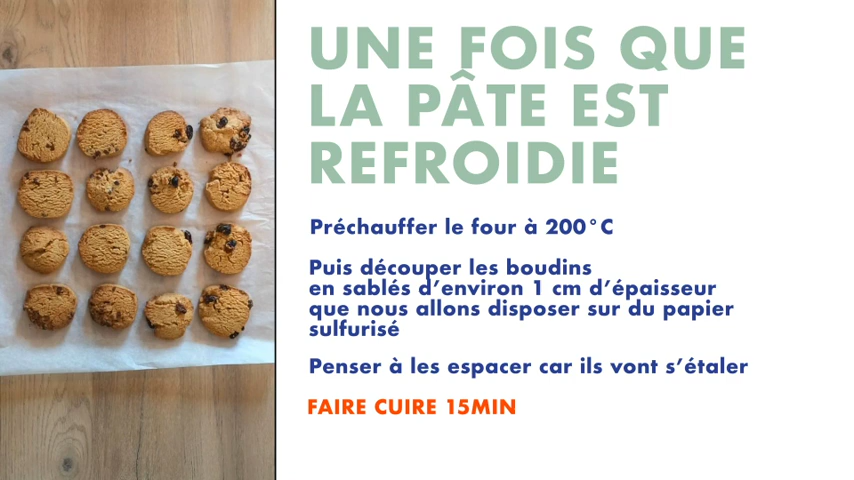 UNE FOIS QUE
LA PÂTE EST
REFROIDIE
Préchauffer le four à 200°C
Puis découper les boudins
en sablés d’environ 1 cm d’épaisseur
que nous allons disposer sur du papier
sulfurisé
Penser à les espacer car ils vont s’étaler
FAIRE CUIRE 15MIN